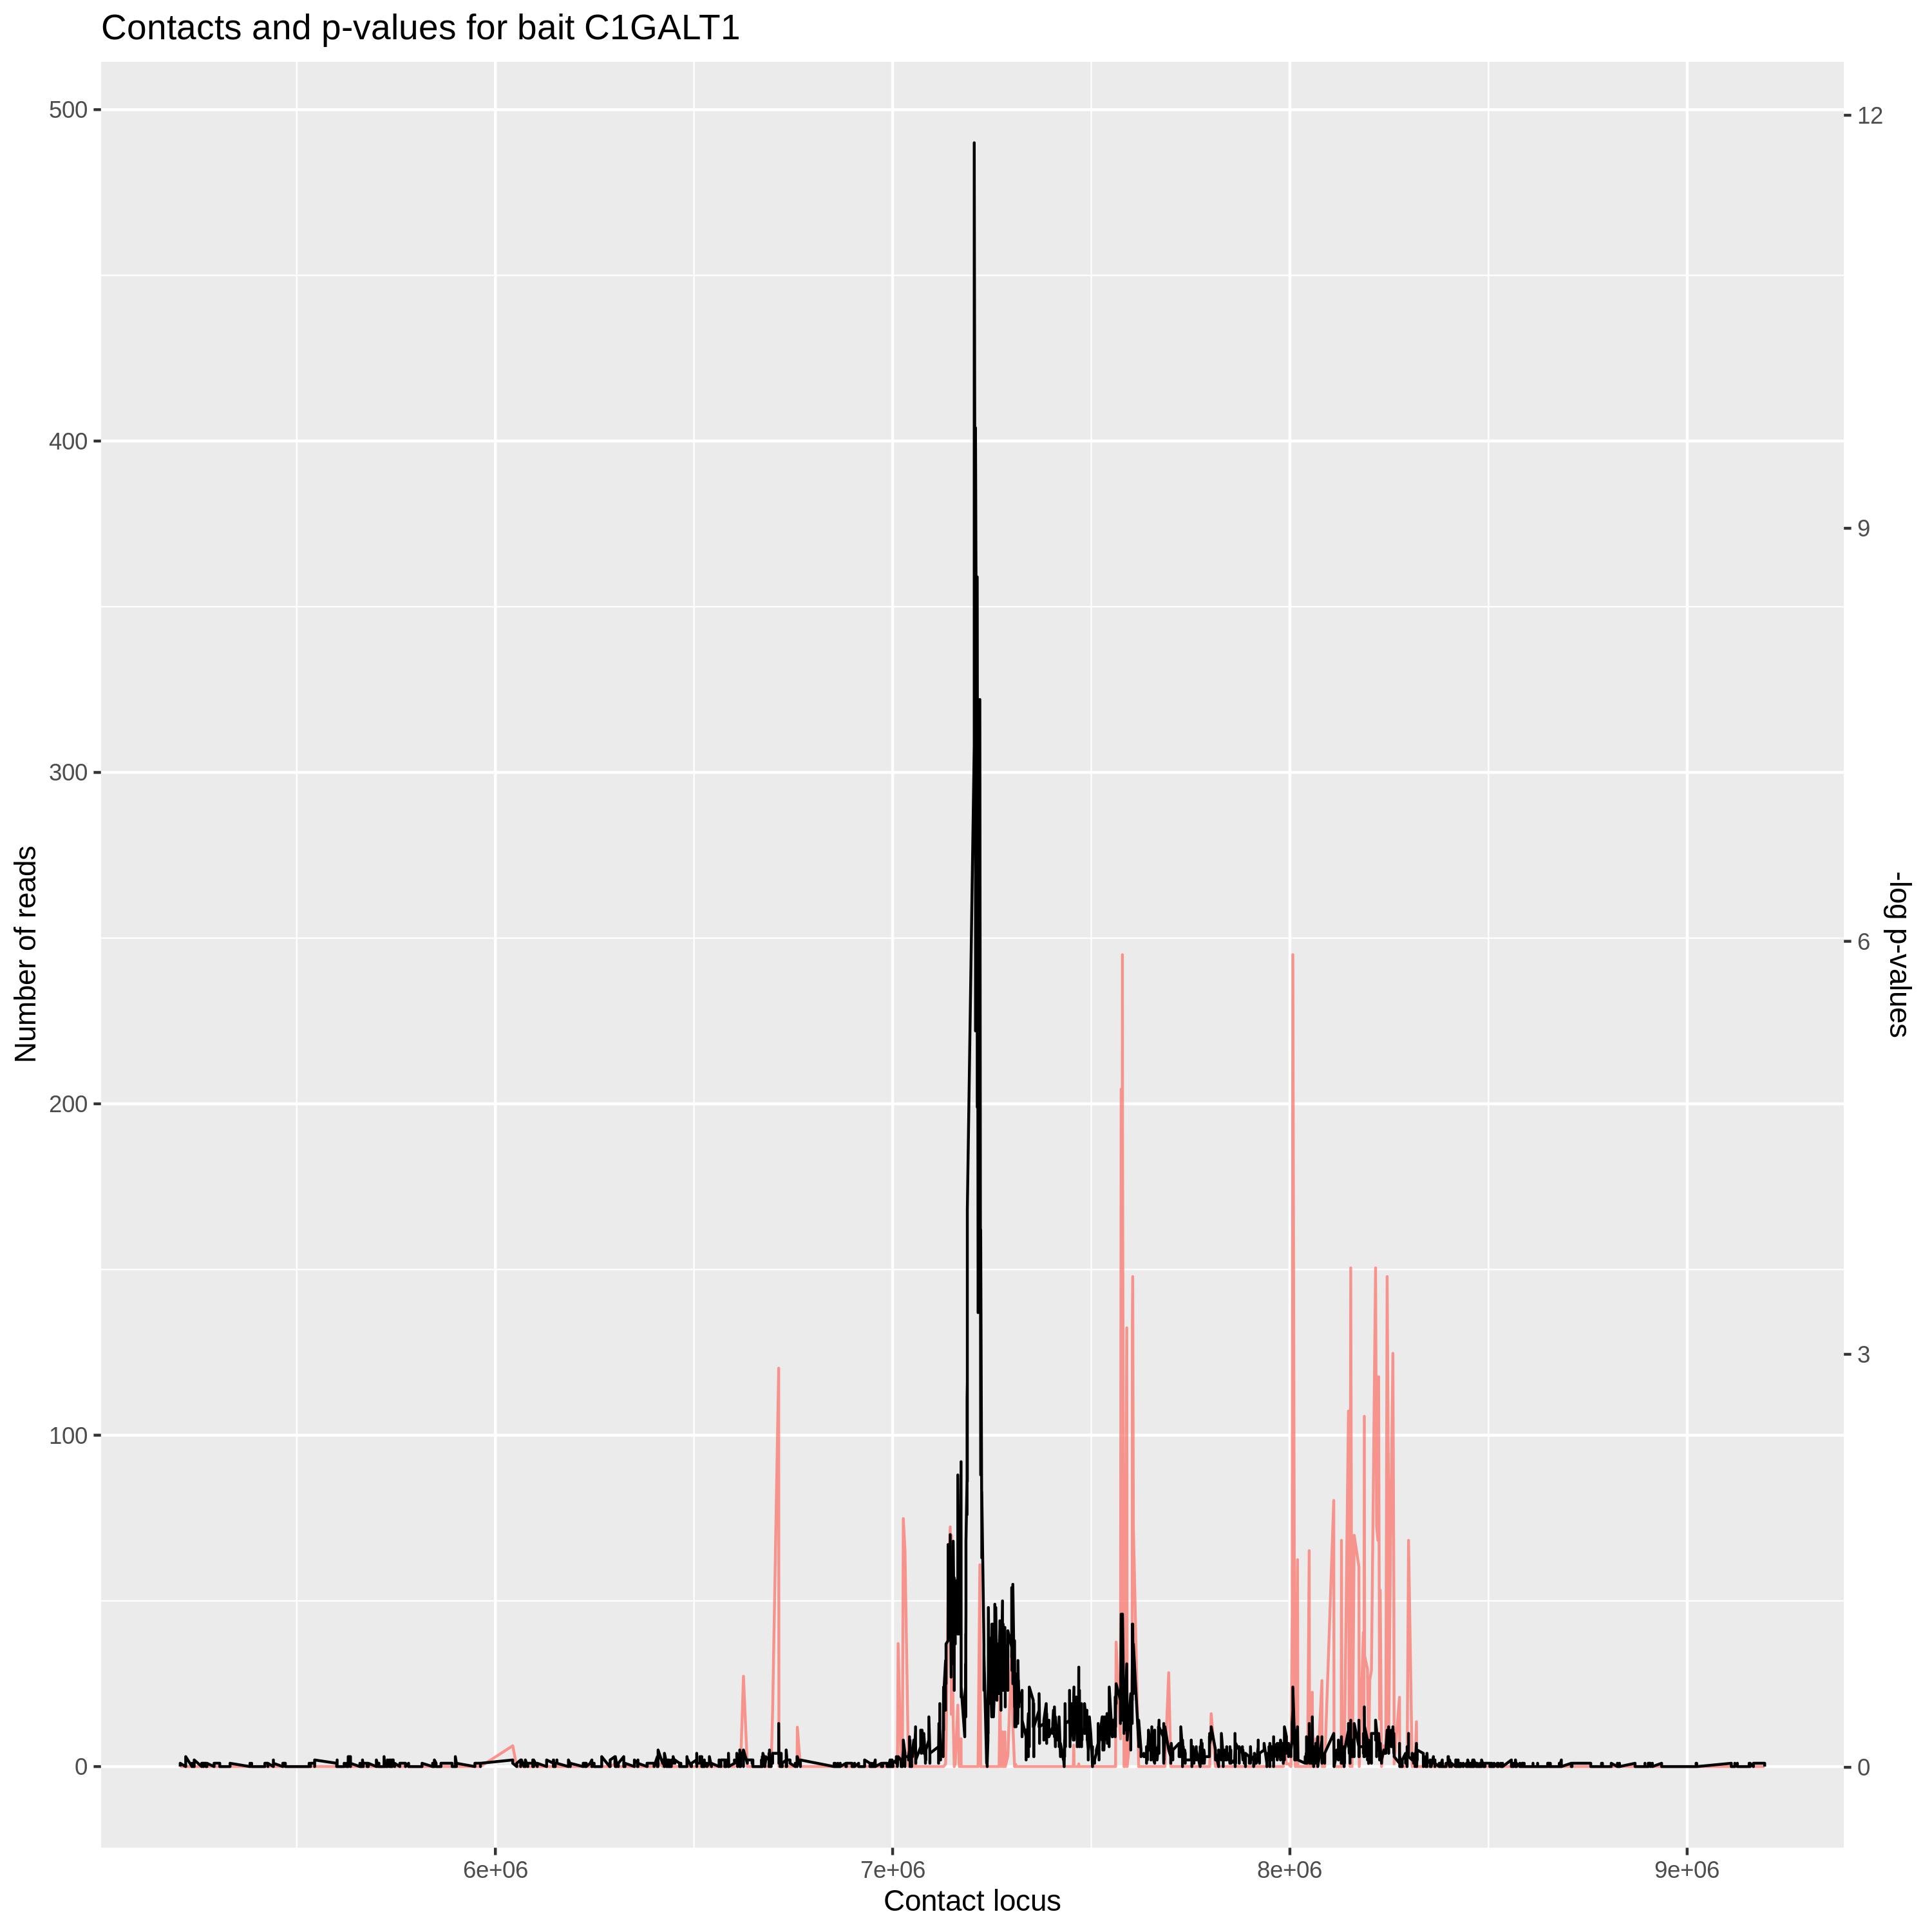 Contacts and p-values for bait C1GALT1
500
400
300
200
100
0
12
9
6
3
0
Number of reads
-log p-values
6e+06 7e+06 8e+06 9e+06
Contact locus